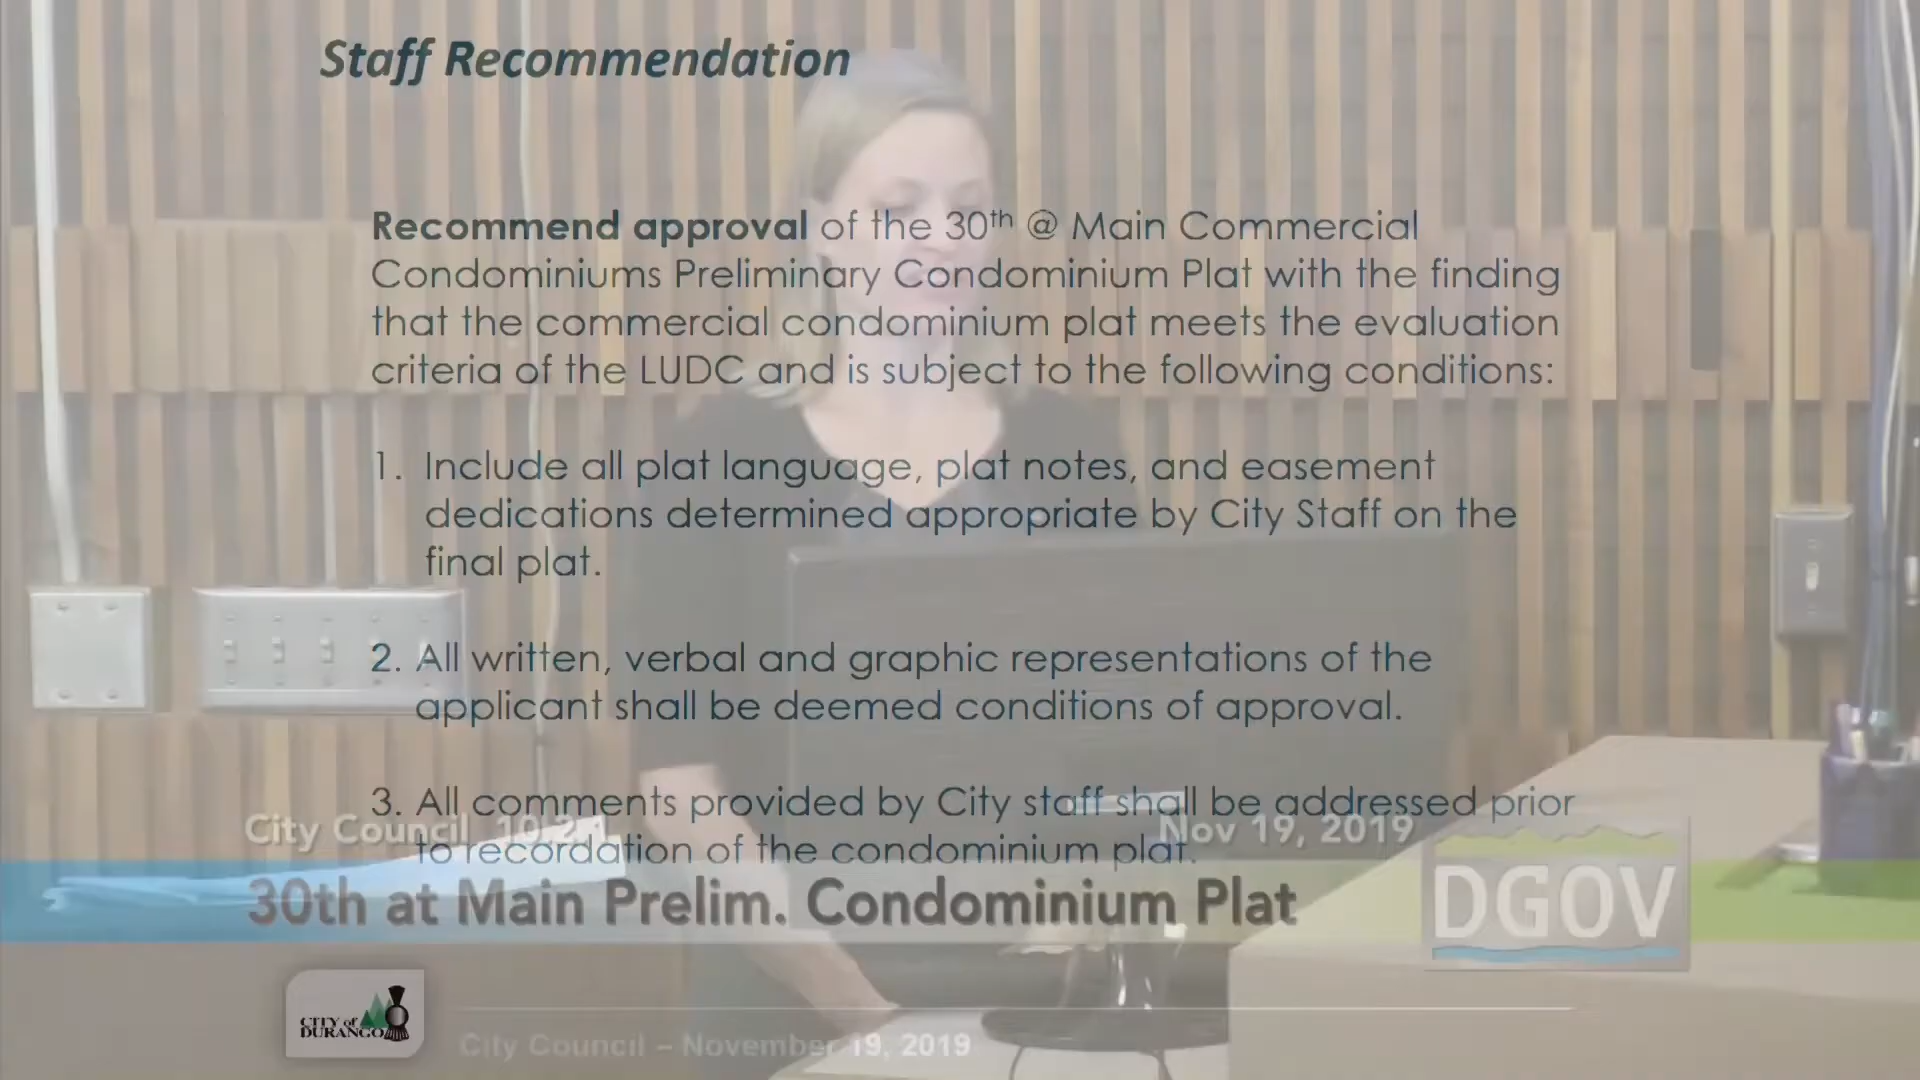 Staff Recommendation
Recommend approval of the 30th @ Main Commercial
Condominiums Preliminary Condominium Plat with the finding
that the commercial condominium plat meets the evaluation
criteria of the LUDC and is subject to the following conditions:
1. Include all plat language, plat notes, and easement
dedications determined appropriate by City Staff on the
final plat.
2. All written, verbal and graphic representations of the
applicant shall be deemed conditions of approval.
3. All comments provided by City staff shall be addressed prior
to recordation of the condominium plat.
City Council 10.2.1 Nov 19, 2019
30th at Main Prelim. Condominium Plat
DGOV
CITY of
DURANGO
City Council – November 19, 2019